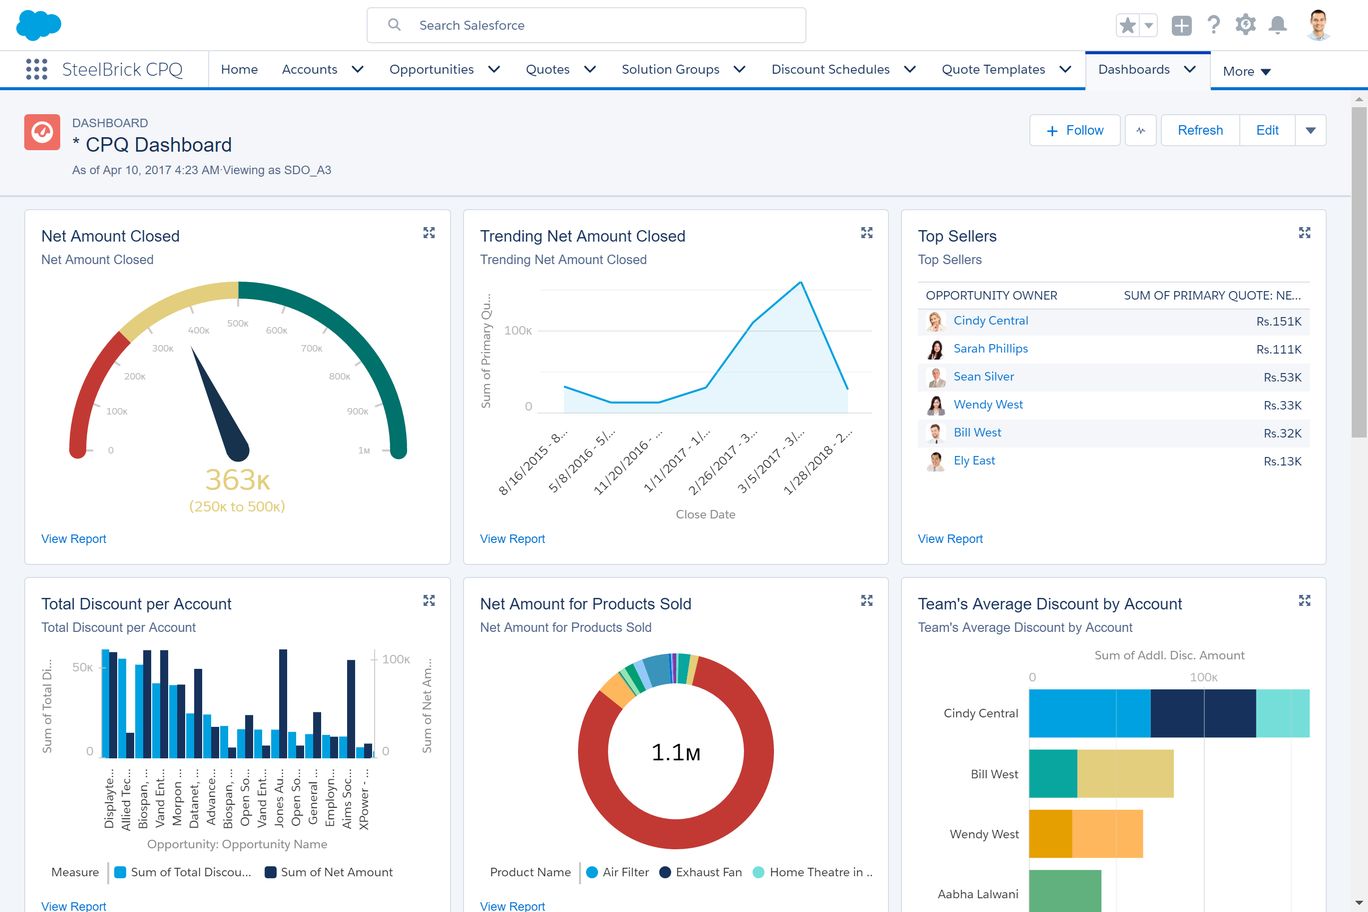 Search Salesforce
SteelBrick CPQ
Home
Accounts
Opportunities
Quotes
Solution Groups
Discount Schedules
Quote Templates
Dashboards
More
DASHBOARD
* CPQ Dashboard
As of Apr 10, 2017 4:23 AM·Viewing as SDO_A3
Follow
Refresh
Edit
Net Amount Closed
Net Amount Closed
0
100K
200K
300K
400K
500K
600K
700K
800K
900K
1M
363K
(250K to 500K)
View Report
Trending Net Amount Closed
Trending Net Amount Closed
Sum of Primary Qu...
100K
0
8/16/2015 - 8...
5/8/2016 - 5/...
11/20/2016 - ...
1/1/2017 - 1/...
2/26/2017 - 3...
3/5/2017 - 3/...
1/28/2018 - 2...
Close Date
View Report
Top Sellers
Top Sellers
OPPORTUNITY OWNER SUM OF PRIMARY QUOTE: NE...
Cindy Central Rs.151K
Sarah Phillips Rs.111K
Sean Silver Rs.53K
Wendy West Rs.33K
Bill West Rs.32K
Ely East Rs.13K
View Report
Total Discount per Account
Total Discount per Account
Sum of Total Di...
50K
0
100K
0
Sum of Net Am...
Displayte...
Allied Tec...
Biospan, ...
Vand Ent...
Morpon ...
Datanet, ...
Advance...
Biospan, ...
Open So...
Vand Ent...
Jones Au...
Open So...
General ...
Employn...
Aims Soc...
XPower - ...
Opportunity: Opportunity Name
Measure
Sum of Total Discou...
Sum of Net Amount
View Report
Net Amount for Products Sold
Net Amount for Products Sold
1.1M
Product Name
Air Filter
Exhaust Fan
Home Theatre in ..
View Report
Team's Average Discount by Account
Team's Average Discount by Account
Sum of Addl. Disc. Amount
0
100K
Cindy Central
Bill West
Wendy West
Aabha Lalwani